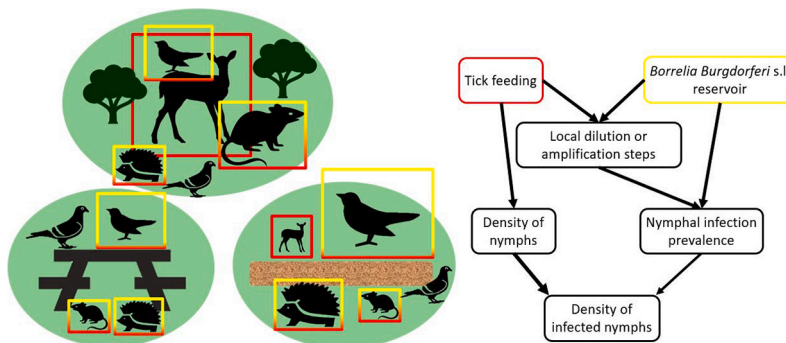 Tick feeding
Borrelia Burgdorferi s.l
reservoir
Local dilution or
amplification steps
Density of
nymphs
Nymphal infection
prevalence
Density of
infected nymphs